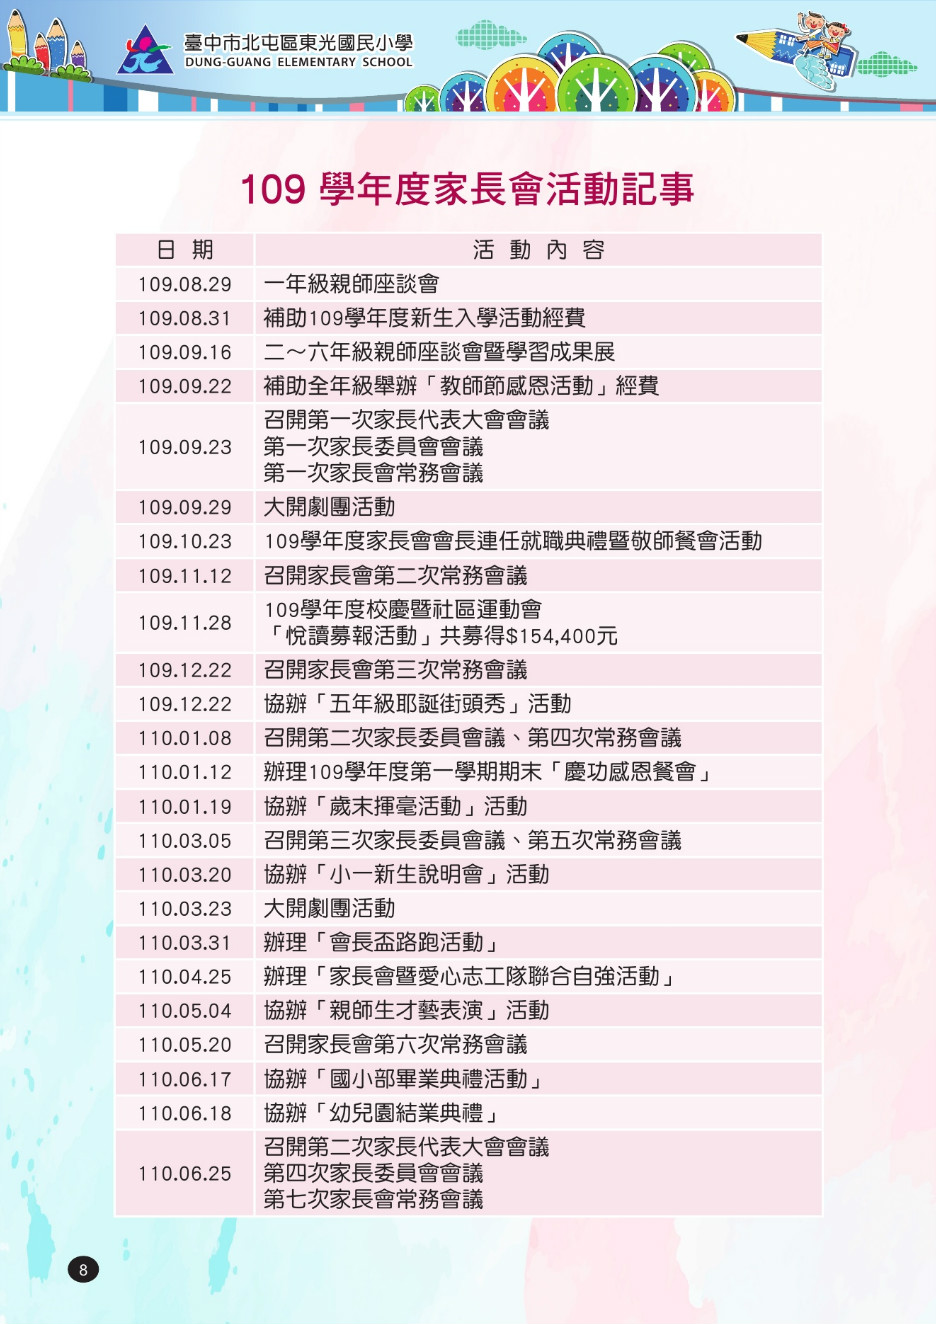 臺中市北屯區東光國民小學
DUNG-GUANG ELEMENTARY SCHOOL
109 學年度家長會活動記事
日 期 活 動 內 容
109.08.29 一年級親師座談會
109.08.31 補助109學年度新生入學活動經費
109.09.16 二～六年級親師座談會暨學習成果展
109.09.22 補助全年級舉辦「教師節感恩活動」經費
109.09.23 召開第一次家長代表大會會議
第一次家長委員會會議
第一次家長會常務會議
109.09.29 大開劇團活動
109.10.23 109學年度家長會會長連任就職典禮暨敬師餐會活動
109.11.12 召開家長會第二次常務會議
109.11.28 109學年度校慶暨社區運動會
「悅讀募報活動」共募得$154,400元
109.12.22 召開家長會第三次常務會議
109.12.22 協辦「五年級耶誕街頭秀」活動
110.01.08 召開第二次家長委員會議、第四次常務會議
110.01.12 辦理109學年度第一學期期末「慶功感恩餐會」
110.01.19 協辦「歲末揮毫活動」活動
110.03.05 召開第三次家長委員會議、第五次常務會議
110.03.20 協辦「小一新生說明會」活動
110.03.23 大開劇團活動
110.03.31 辦理「會長盃路跑活動」
110.04.25 辦理「家長會暨愛心志工隊聯合自強活動」
110.05.04 協辦「親師生才藝表演」活動
110.05.20 召開家長會第六次常務會議
110.06.17 協辦「國小部畢業典禮活動」
110.06.18 協辦「幼兒園結業典禮」
110.06.25 召開第二次家長代表大會會議
第四次家長委員會會議
第七次家長會常務會議
8